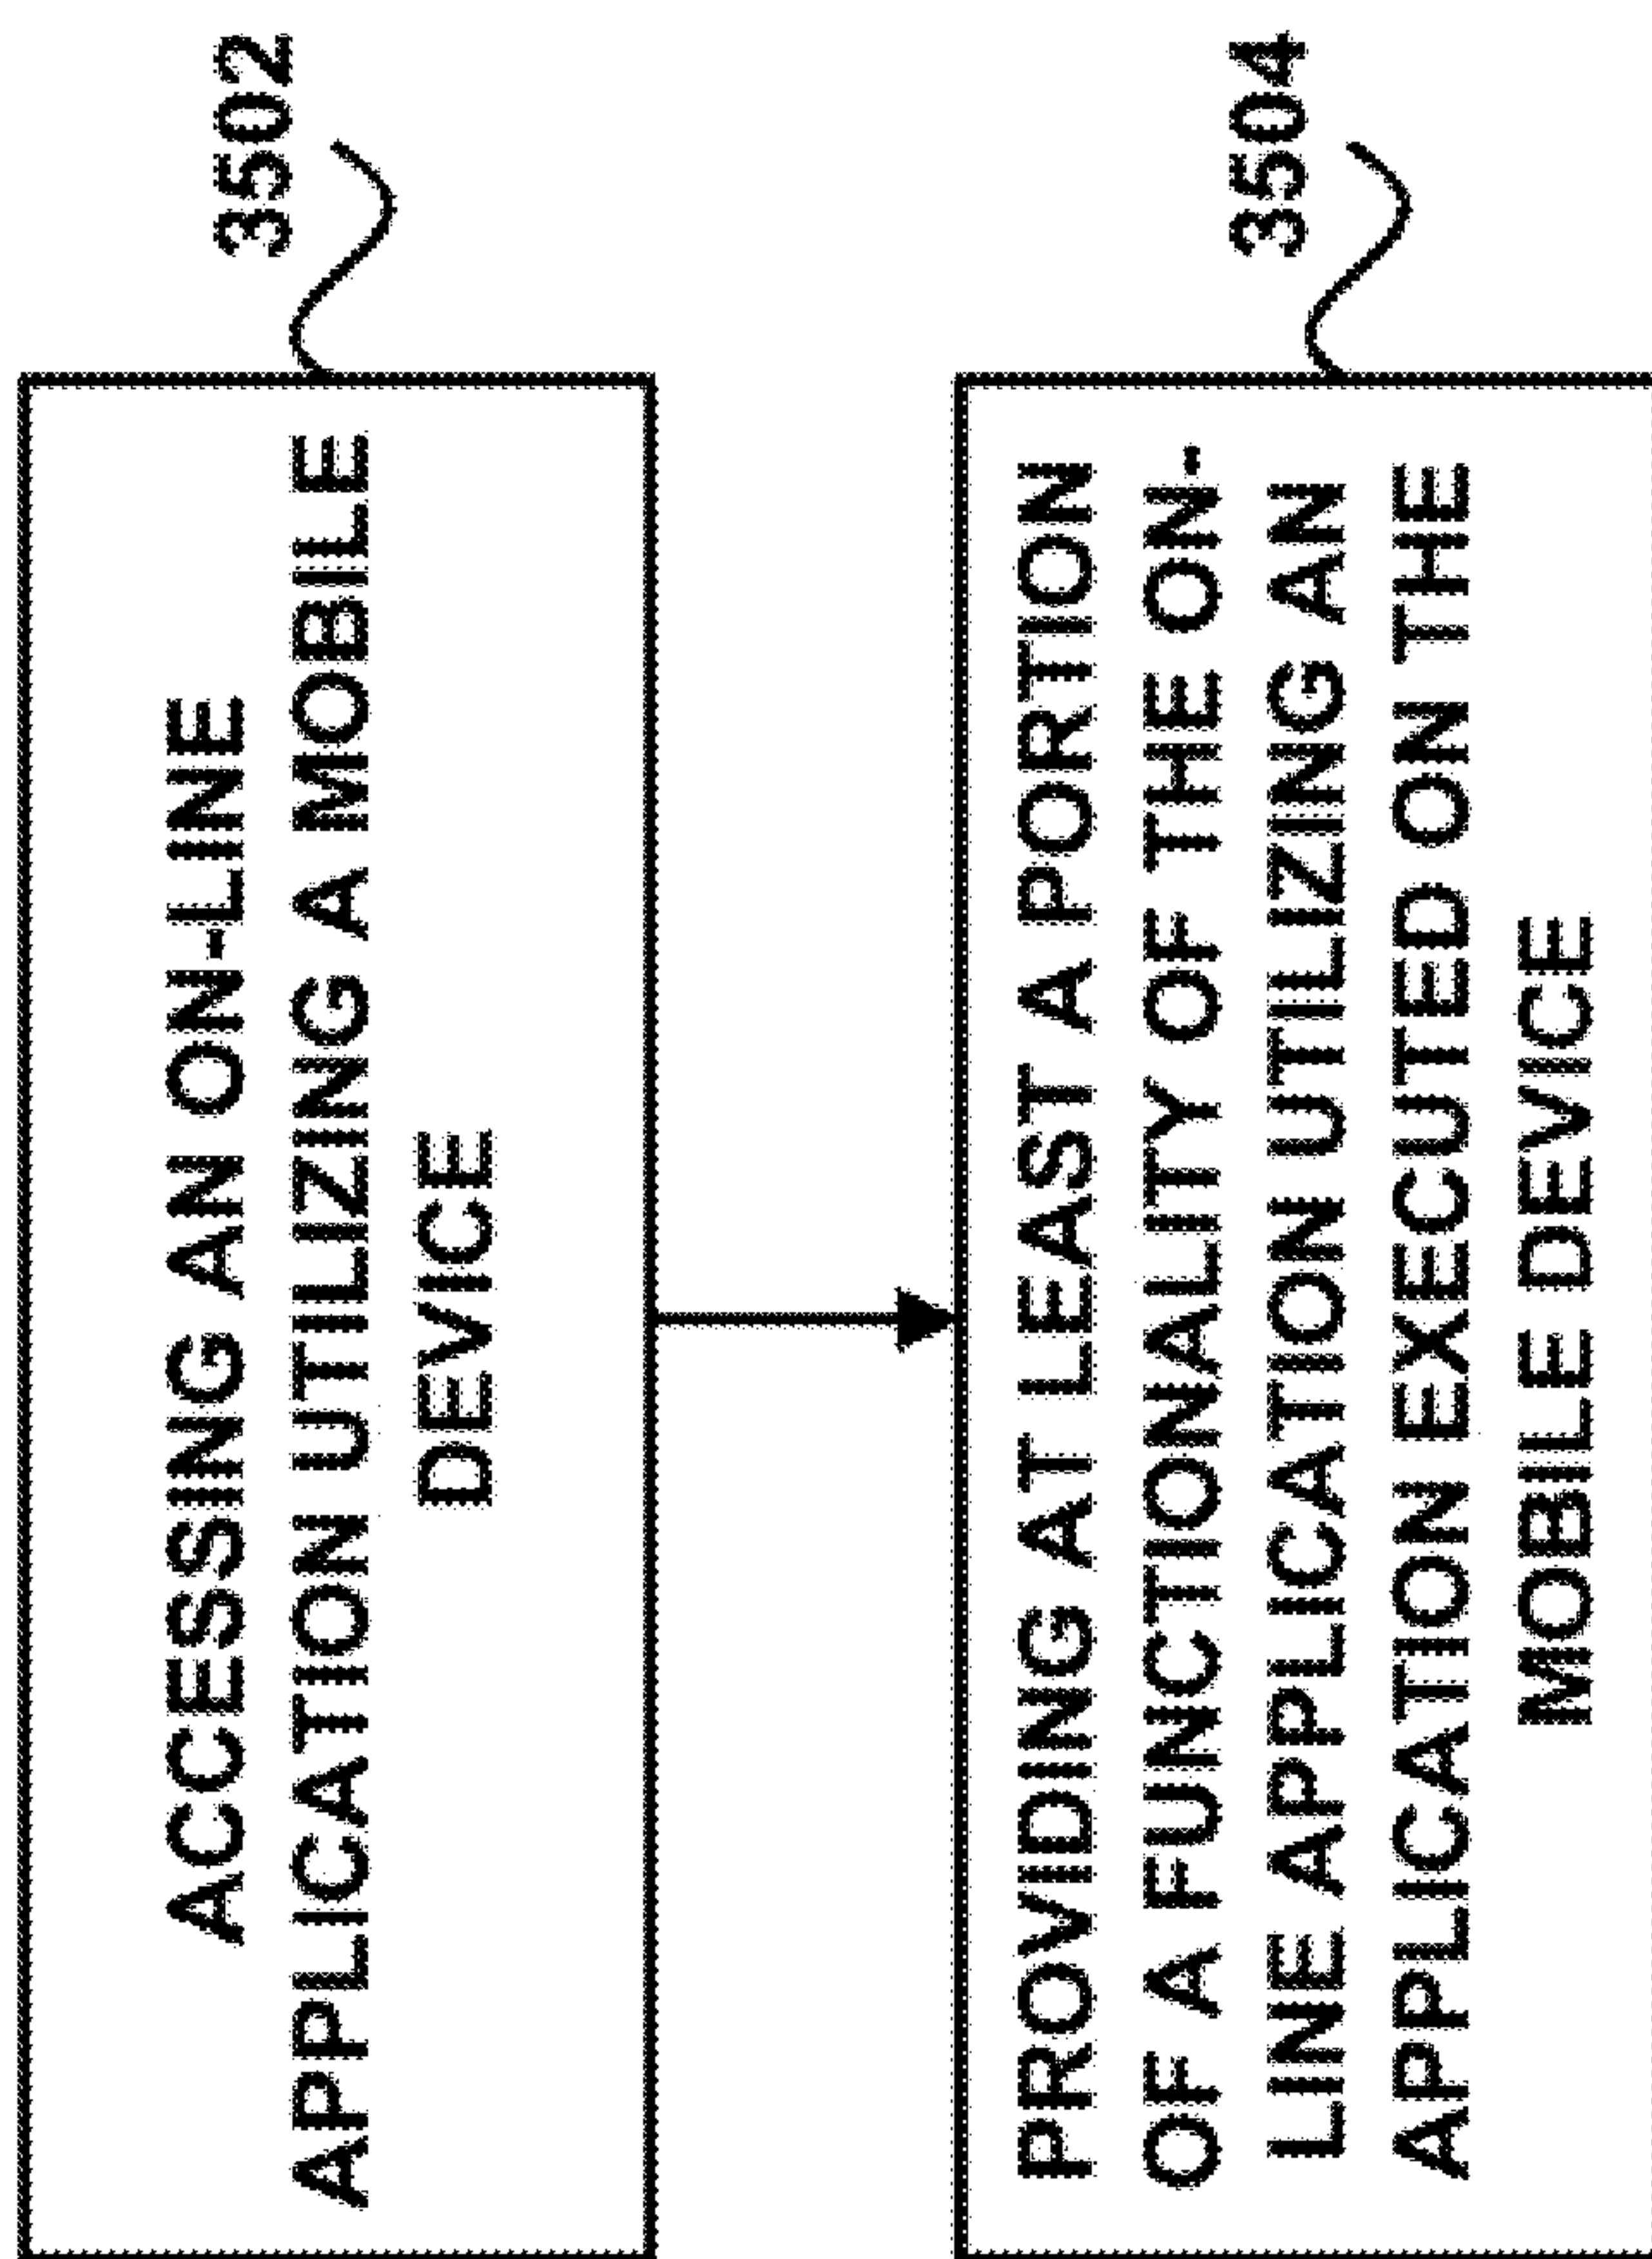 ACCESSING AN ON-LINE
APPLICATION UTILIZING A MOBILE
DEVICE
3502
PROVIDING AT LEAST A PORTION
OF A FUNCTIONALITY OF THE ON-
LINE APPLICATION UTILIZING AN
APPLICATION EXECUTED ON THE
MOBILE DEVICE
3504